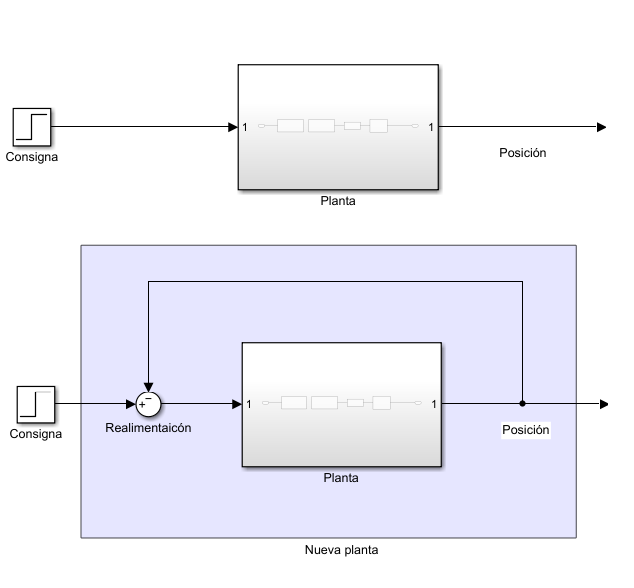 1
1
Consigna
Posición
Planta
+
−
1
1
Consigna
Realimentaicón
Posición
Planta
Nueva planta